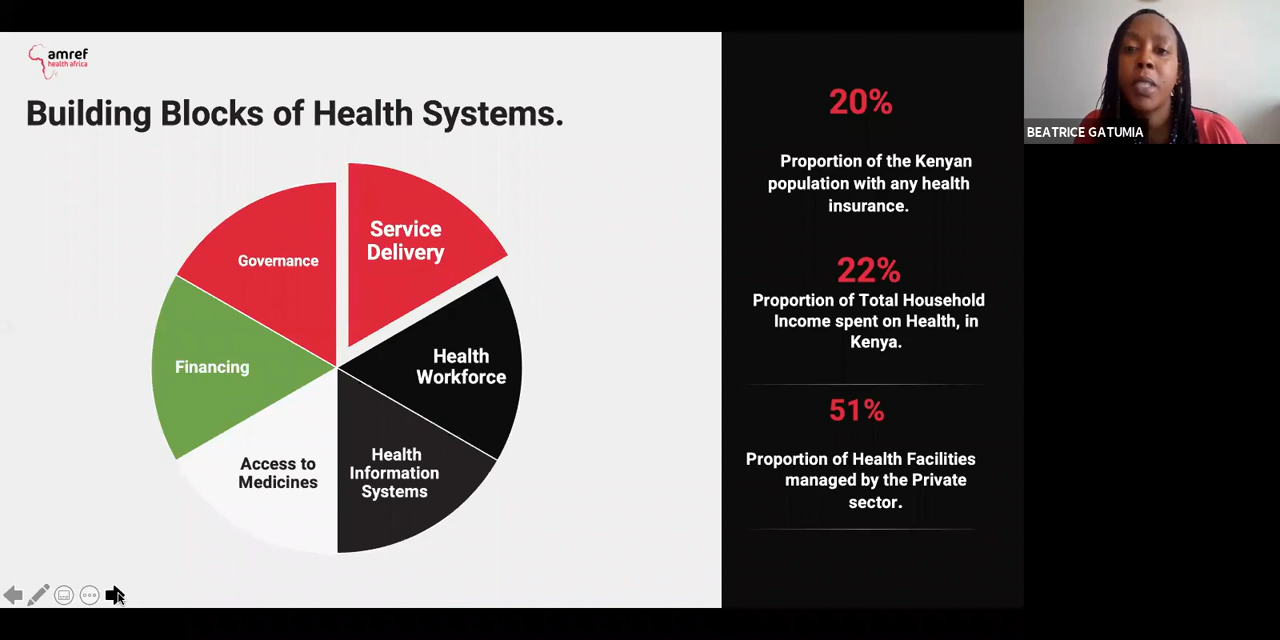 amref
health africa
Building Blocks of Health Systems.
Governance
Service
Delivery
Financing
Health
Workforce
Access to
Medicines
Health
Information
Systems
20%
Proportion of the Kenyan
population with any health
insurance.
22%
Proportion of Total Household
Income spent on Health, in
Kenya.
51%
Proportion of Health Facilities
managed by the Private
sector.
BEATRICE GATUMIA